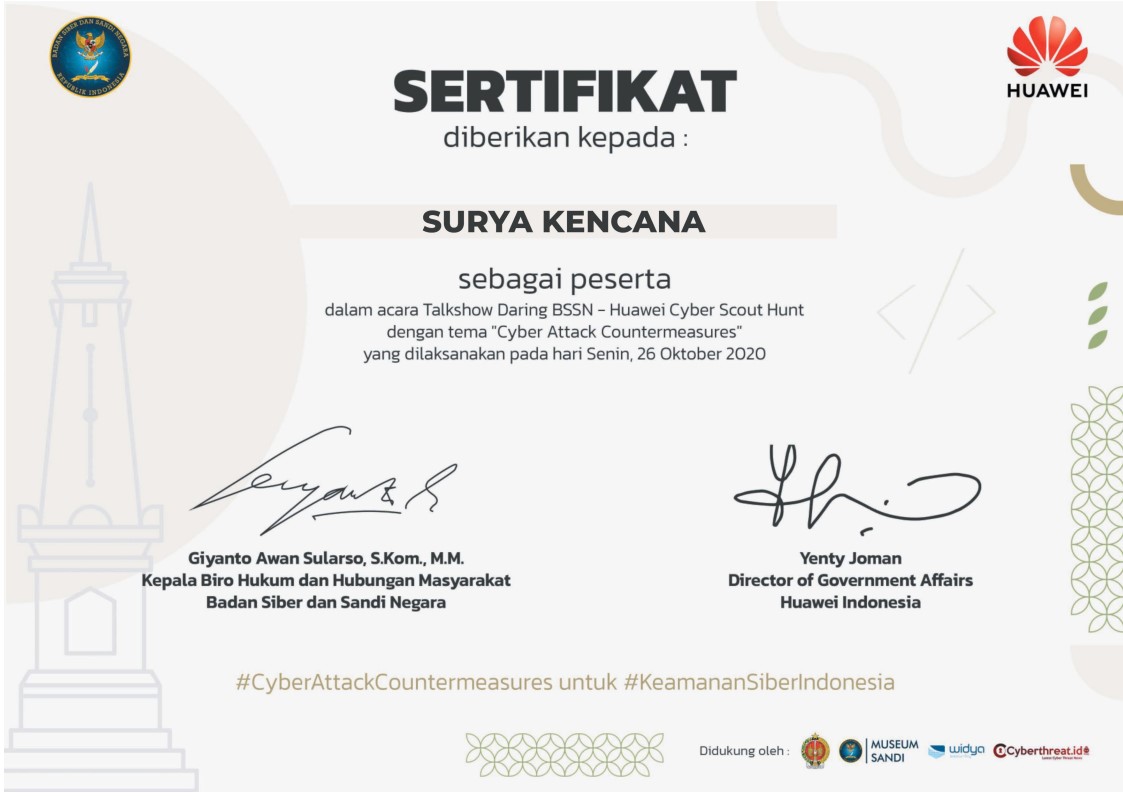 BADAN SIBER DAN SANDI NEGARA
REPUBLIK INDONESIA
HUAWEI
SERTIFIKAT
diberikan kepada :
SURYA KENCANA
sebagai peserta
dalam acara Talkshow Daring BSSN - Huawei Cyber Scout Hunt
dengan tema "Cyber Attack Countermeasures"
yang dilaksanakan pada hari Senin, 26 Oktober 2020
Giyanto Awan Sularso, S.Kom., M.M.
Kepala Biro Hukum dan Hubungan Masyarakat
Badan Siber dan Sandi Negara
Yenty Joman
Director of Government Affairs
Huawei Indonesia
#CyberAttackCountermeasures untuk #KeamananSiberIndonesia
Didukung oleh :
MUSEUM
SANDI
widya
Cyberthreat.id